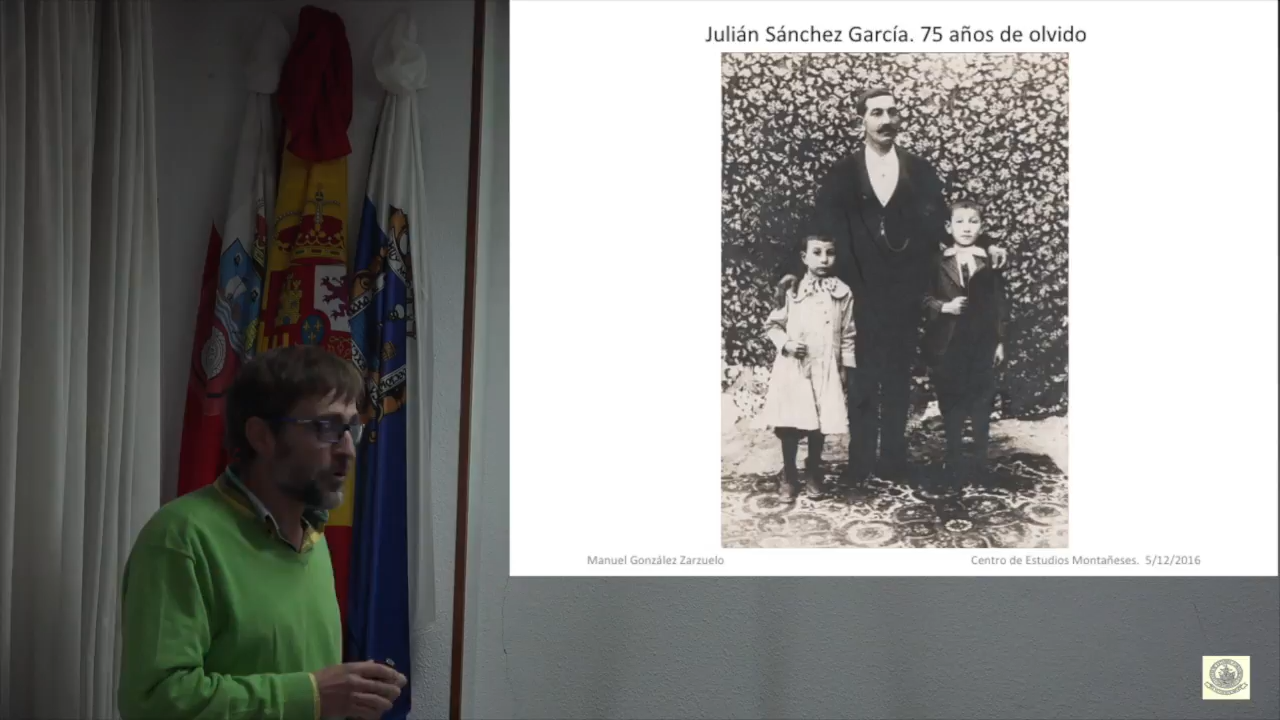 Julián Sánchez García. 75 años de olvido
Manuel González Zarzuelo
Centro de Estudios Montañeses. 5/12/2016